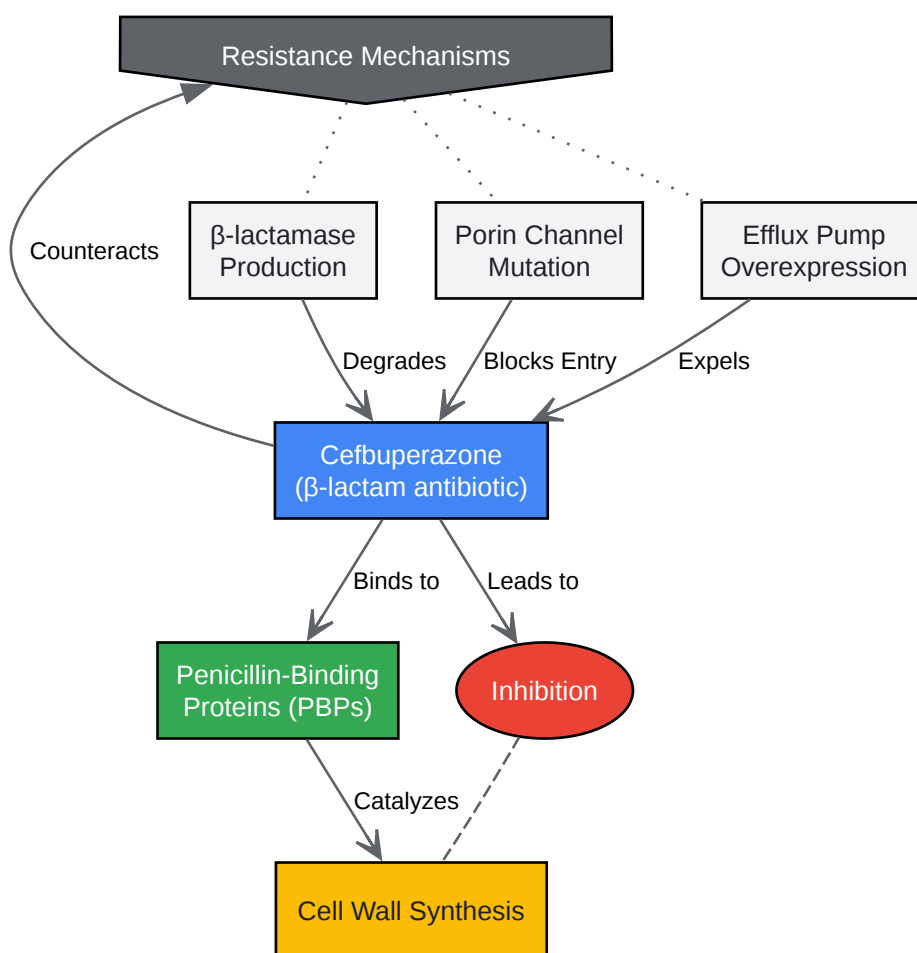 Resistance Mechanisms
Counteracts
β-lactamase
Production
Porin Channel
Mutation
Efflux Pump
Overexpression
Degrades
Blocks Entry
Expels
Cefbuperazone
(β-lactam antibiotic)
Binds to
Leads to
Penicillin-Binding
Proteins (PBPs)
Inhibition
Catalyzes
Cell Wall Synthesis